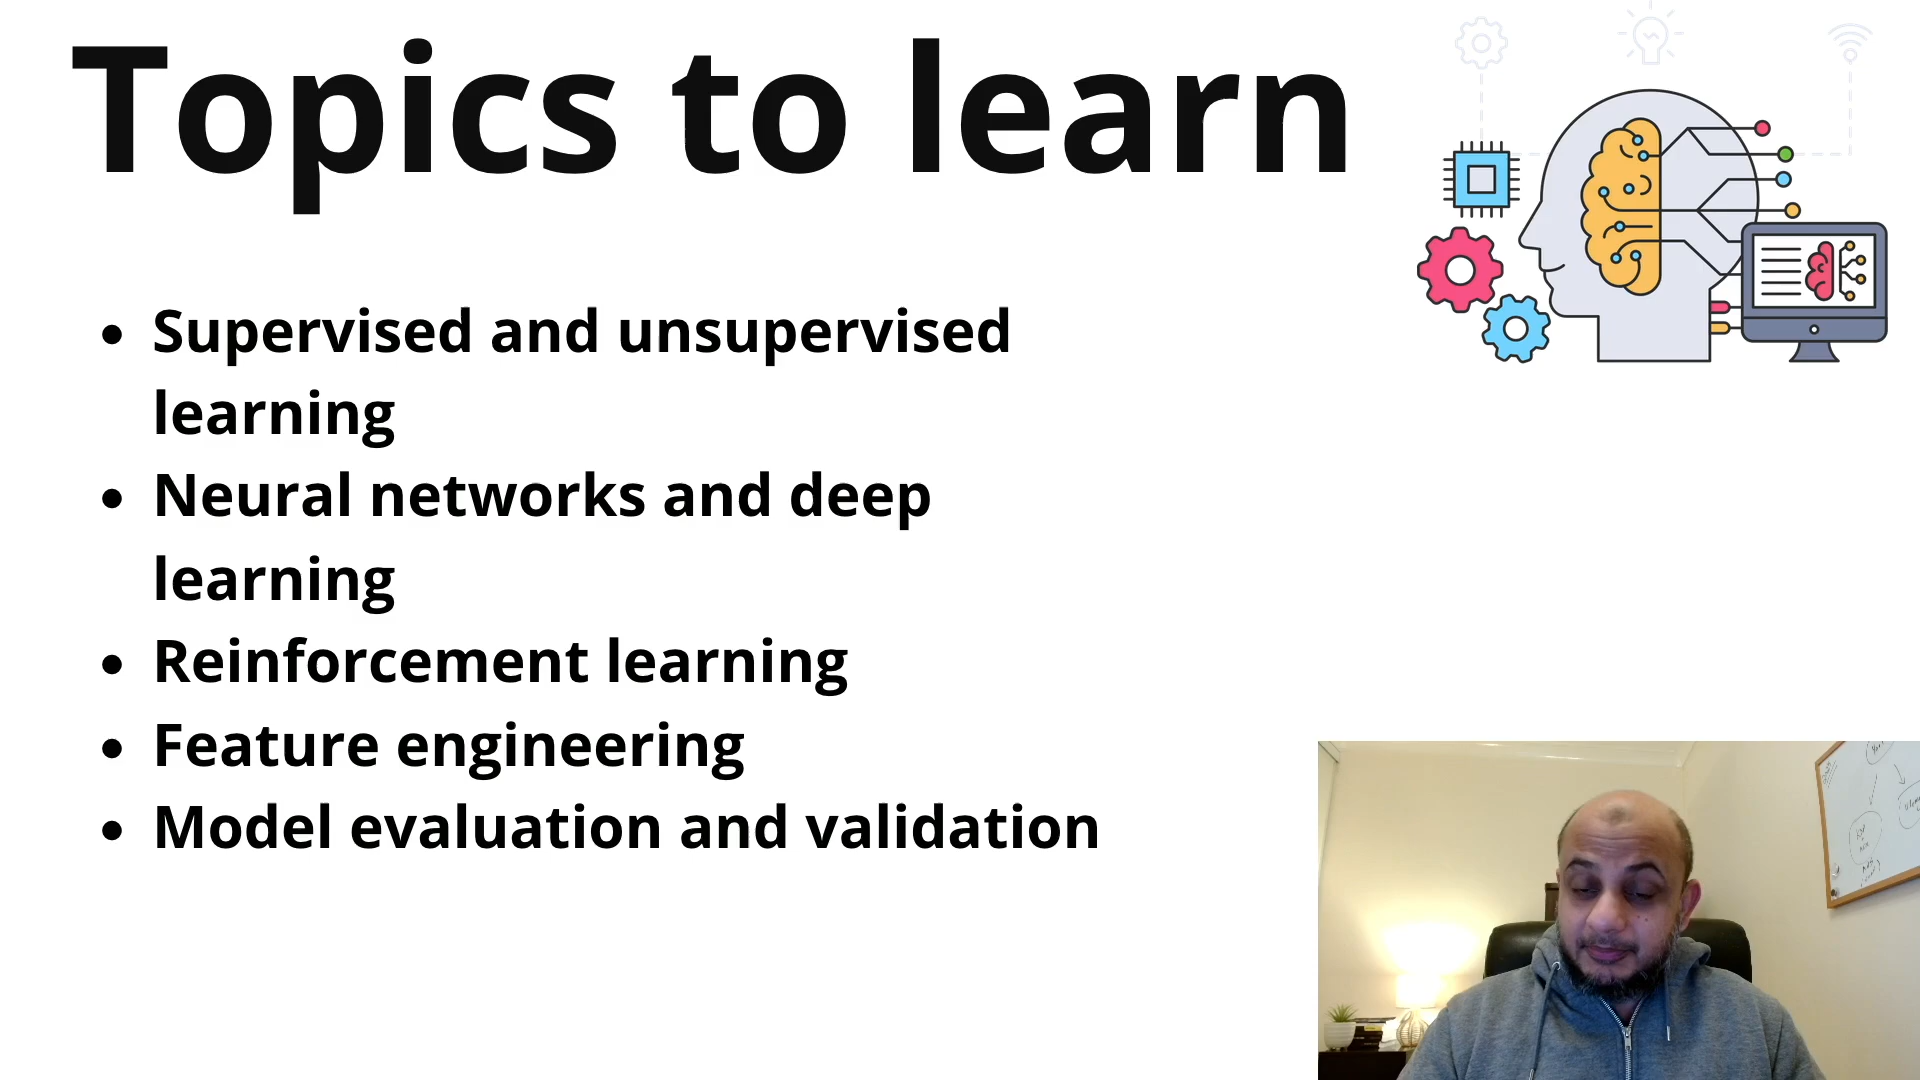 Topics to learn
• Supervised and unsupervised
learning
• Neural networks and deep
learning
• Reinforcement learning
• Feature engineering
• Model evaluation and validation